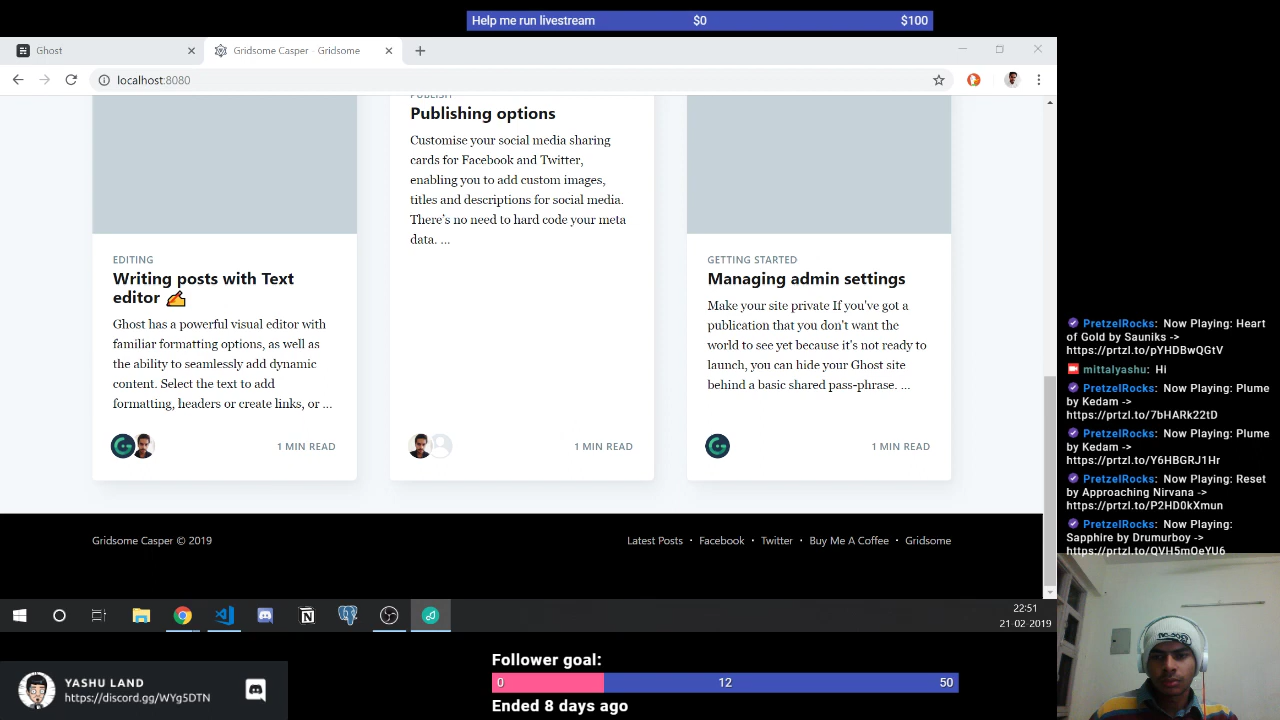 Help me run livestream $0 $100
Ghost
Gridsome Casper - Gridsome
localhost:8080
PUBLISH
Publishing options
Customise your social media sharing
cards for Facebook and Twitter,
enabling you to add custom images,
titles and descriptions for social media.
There's no need to hard code your meta
data. ...
1 MIN READ
EDITING
Writing posts with Text
editor ✍
Ghost has a powerful visual editor with
familiar formatting options, as well as
the ability to seamlessly add dynamic
content. Select the text to add
formatting, headers or create links, or ...
1 MIN READ
GETTING STARTED
Managing admin settings
Make your site private If you've got a
publication that you don't want the
world to see yet because it's not ready to
launch, you can hide your Ghost site
behind a basic shared pass-phrase. ...
1 MIN READ
Gridsome Casper © 2019
Latest Posts • Facebook • Twitter • Buy Me A Coffee • Gridsome
22:51
21-02-2019
PretzelRocks: Now Playing: Heart
of Gold by Sauniks ->
https://prtzl.to/pYHDBwQGtV
mittalyashu: Hi
PretzelRocks: Now Playing: Plume
by Kedam ->
https://prtzl.to/7bHARk22tD
PretzelRocks: Now Playing: Plume
by Kedam ->
https://prtzl.to/Y6HBGRJ1Hr
PretzelRocks: Now Playing: Reset
by Approaching Nirvana ->
https://prtzl.to/P2HD0kXmun
PretzelRocks: Now Playing:
Sapphire by Drumurboy ->
https://prtzl.to/QVH5mOeYU6
YASHU LAND
https://discord.gg/WYg5DTN
Follower goal:
0 12 50
Ended 8 days ago